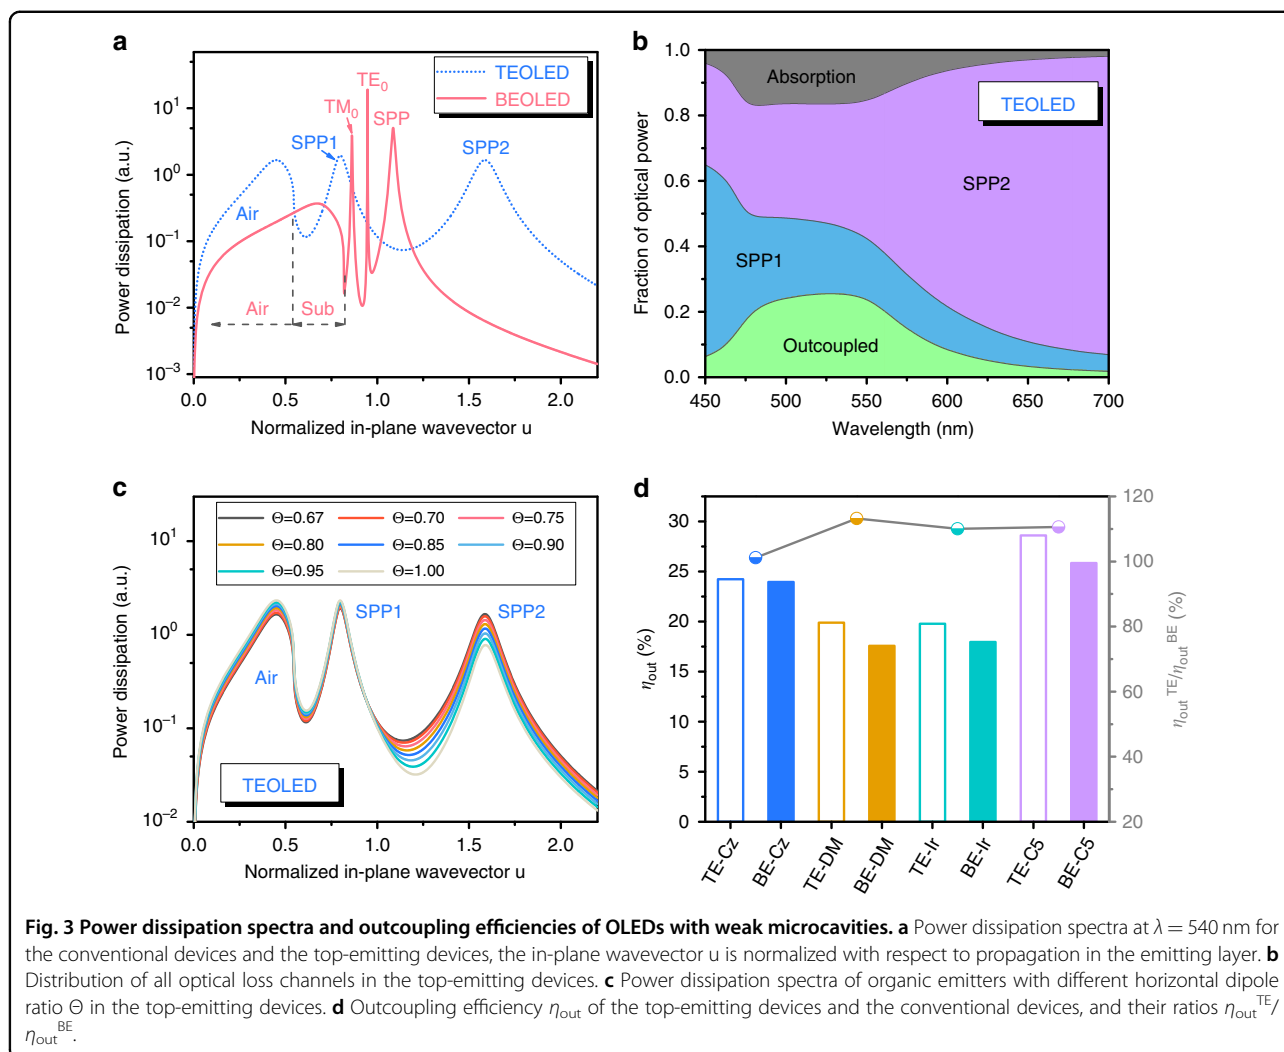 a
TEOLED
BEOLED
TE0
TM0
SPP
SPP1
SPP2
Air
Air
Sub
10^1
10^0
10^−1
10^−2
10^−3
Power dissipation (a.u.)
0.0 0.5 1.0 1.5 2.0
Normalized in-plane wavevector u
b
Absorption
TEOLED
SPP2
SPP1
Outcoupled
1.0
0.8
0.6
0.4
0.2
0.0
Fraction of optical power
450 500 550 600 650 700
Wavelength (nm)
c
Θ=0.67 Θ=0.70 Θ=0.75
Θ=0.80 Θ=0.85 Θ=0.90
Θ=0.95 Θ=1.00
SPP1
SPP2
Air
TEOLED
10^1
10^0
10^−1
10^−2
Power dissipation (a.u.)
0.0 0.5 1.0 1.5 2.0
Normalized in-plane wavevector u
d
30
25
20
15
10
5
0
ηout (%)
120
100
80
60
40
20
ηout^TE/ηout^BE (%)
TE-Cz BE-Cz TE-DM BE-DM TE-Ir BE-Ir TE-C5 BE-C5
Fig. 3 Power dissipation spectra and outcoupling efficiencies of OLEDs with weak microcavities. a Power dissipation spectra at λ = 540 nm for
the conventional devices and the top-emitting devices, the in-plane wavevector u is normalized with respect to propagation in the emitting layer. b
Distribution of all optical loss channels in the top-emitting devices. c Power dissipation spectra of organic emitters with different horizontal dipole
ratio Θ in the top-emitting devices. d Outcoupling efficiency ηout of the top-emitting devices and the conventional devices, and their ratios ηout^TE/
ηout^BE.